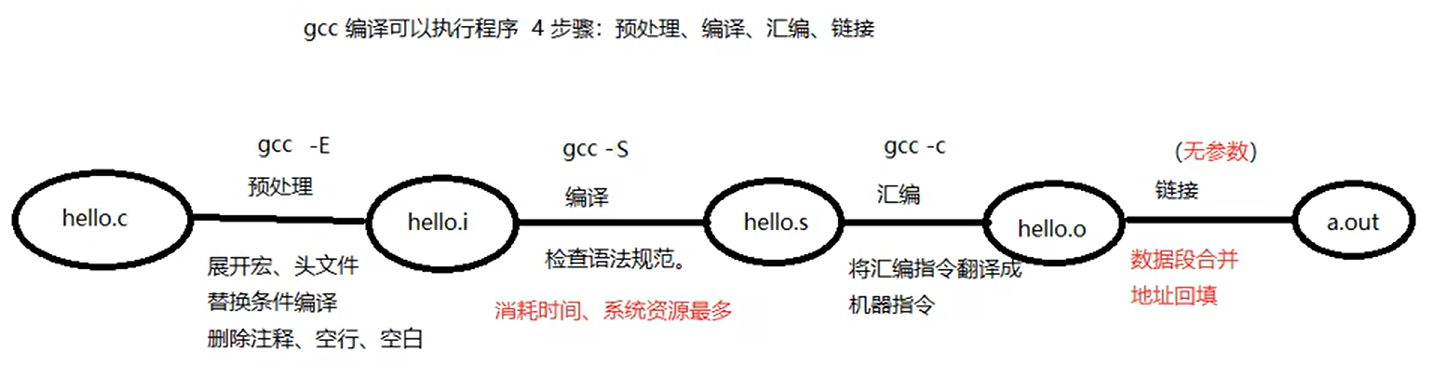 gcc 编译可以执行程序 4 步骤：预处理、编译、汇编、链接
gcc -E
预处理
gcc -S
编译
gcc -c
汇编
(无参数)
链接
hello.c
hello.i
hello.s
hello.o
a.out
展开宏、头文件
替换条件编译
删除注释、空行、空白
检查语法规范。
消耗时间、系统资源最多
将汇编指令翻译成
机器指令
数据段合并
地址回填